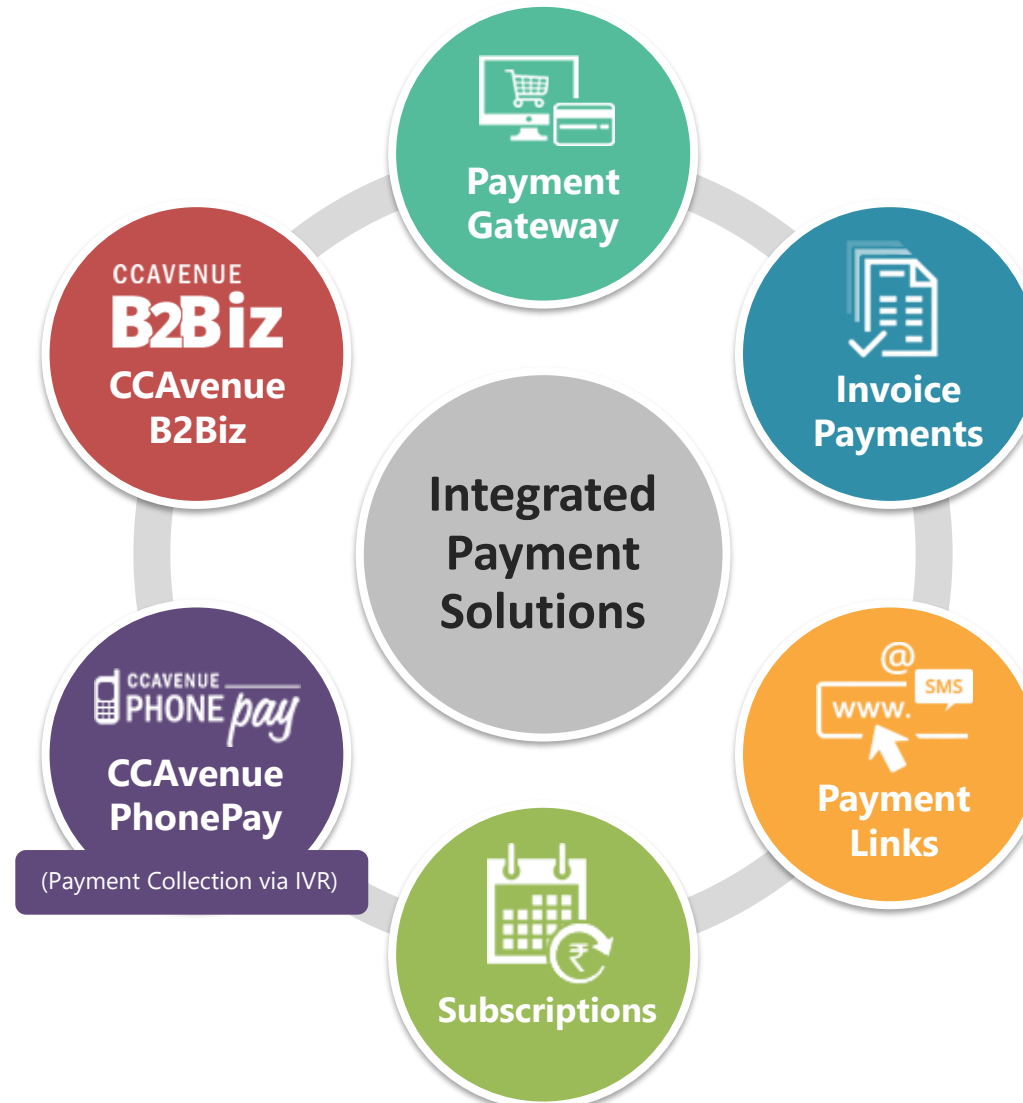 Payment
Gateway
Invoice
Payments
@
www.
SMS
Payment
Links
₹
Subscriptions
CCAVENUE
PHONE pay
CCAvenue
PhonePay
(Payment Collection via IVR)
CCAVENUE
B2Biz
CCAvenue
B2Biz
Integrated
Payment
Solutions